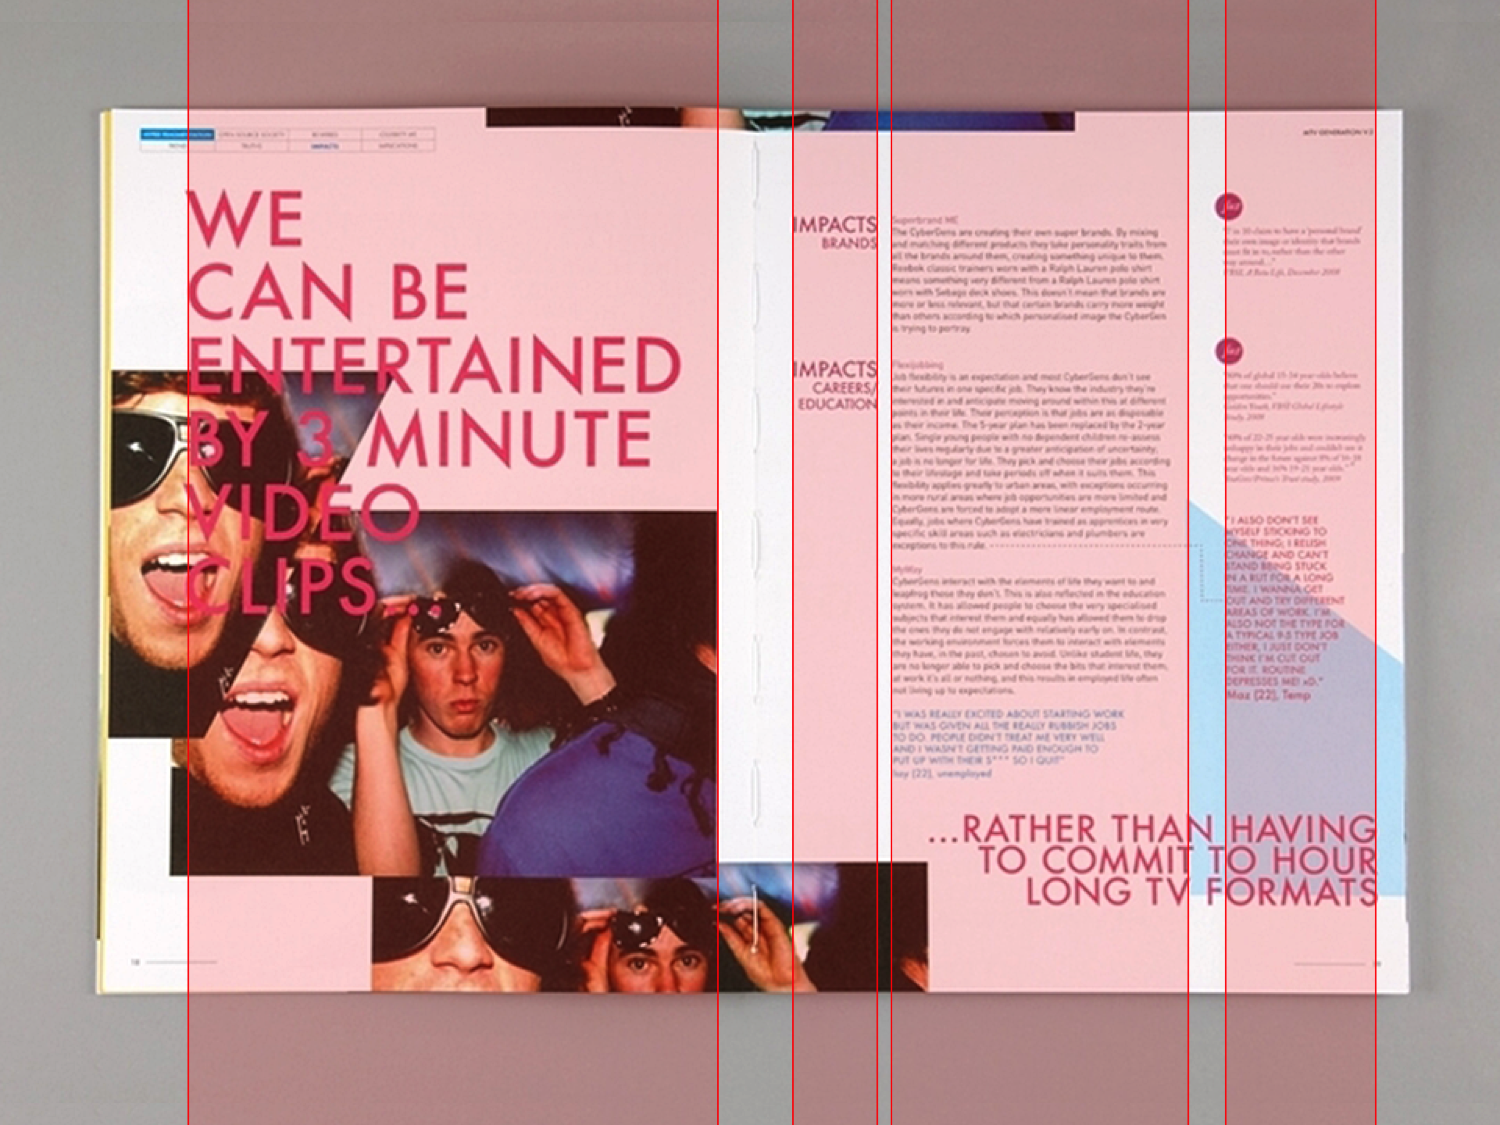 OPEN SOURCE SOCIETY
IMPACTS
MTV GENERATION V.2
WE
CAN BE
ENTERTAINED
BY 3 MINUTE
VIDEO
CLIPS...
18
IMPACTS
BRANDS
Superbrand ME
The CyberGens are creating their own super brands. By mixing
and matching different products they take personality traits from
all the brands around them, creating something unique to them.
Reebok classic trainers worn with a Ralph Lauren polo shirt
means something very different from a Ralph Lauren polo shirt
worn with Sebago deck shoes. This doesn't mean that brands are
more or less relevant, but that certain brands carry more weight
than others according to which personalised image the CyberGen
is trying to portray.
IMPACTS
CAREERS/
EDUCATION
Flexijobbing
Job flexibility is an expectation and most CyberGens don't see
their futures in one specific job. They know the industry they're
interested in and anticipate moving around within this at different
points in their life. Their perception is that jobs are as disposable
as their income. The 5-year plan has been replaced by the 2-year
plan. Single young people with no dependent children re-assess
their lives regularly due to a greater anticipation of uncertainty,
a job is no longer for life. They pick and choose their jobs according
to their lifestage and take periods off when it suits them. This
flexibility applies greatly to urban areas, with exceptions occurring
in more rural areas where job opportunities are more limited and
CyberGens are forced to adopt a more linear employment route.
Equally, jobs where CyberGens have trained as apprentices in very
specific skill areas such as electricians and plumbers are
exceptions to this rule.
MyWay
CyberGens interact with the elements of life they want to and
leapfrog those they don't. This is also reflected in the education
system. It has allowed people to choose the very specialised
subjects that interest them and equally has allowed them to drop
the ones they do not engage with relatively early on. In contrast,
the working environment forces them to interact with elements
they have, in the past, chosen to avoid. Unlike student life, they
are no longer able to pick and choose the bits that interest them,
at work it's all or nothing, and this results in employed life often
not living up to expectations.
"I WAS REALLY EXCITED ABOUT STARTING WORK
BUT WAS GIVEN ALL THE REALLY RUBBISH JOBS
TO DO. PEOPLE DIDN'T TREAT ME VERY WELL
AND I WASN'T GETTING PAID ENOUGH TO
PUT UP WITH THEIR S*** SO I QUIT"
(22), unemployed
fact
in 10 claim to have a 'personal brand'
their own image or identity that brands
must fit in to, rather than the other
way around..."
A Beta Life, December 2008
fact
of global 15-34 year-olds believe
that one should use their 20s to explore
opportunities."
Golden Youth, VBSI Global Lifestyle
Study, 2008
of 22-25 year olds were increasingly
unhappy in their jobs and couldn't see it
change in the future against
year olds and 36% 19-21 year olds."
Prince's Trust study, 2009
"I ALSO DON'T SEE
MYSELF STICKING TO
ONE THING; I RELISH
CHANGE AND CAN'T
STAND BEING STUCK
IN A RUT FOR A LONG
TIME. I WANNA GET
OUT AND TRY DIFFERENT
AREAS OF WORK. I'M
ALSO NOT THE TYPE FOR
A TYPICAL 9-5 TYPE JOB
EITHER, I JUST DON'T
THINK I'M CUT OUT
FOR IT. ROUTINE
DEPRESSES ME! xD."
Maz (22), Temp
...RATHER THAN HAVING
TO COMMIT TO HOUR
LONG TV FORMATS